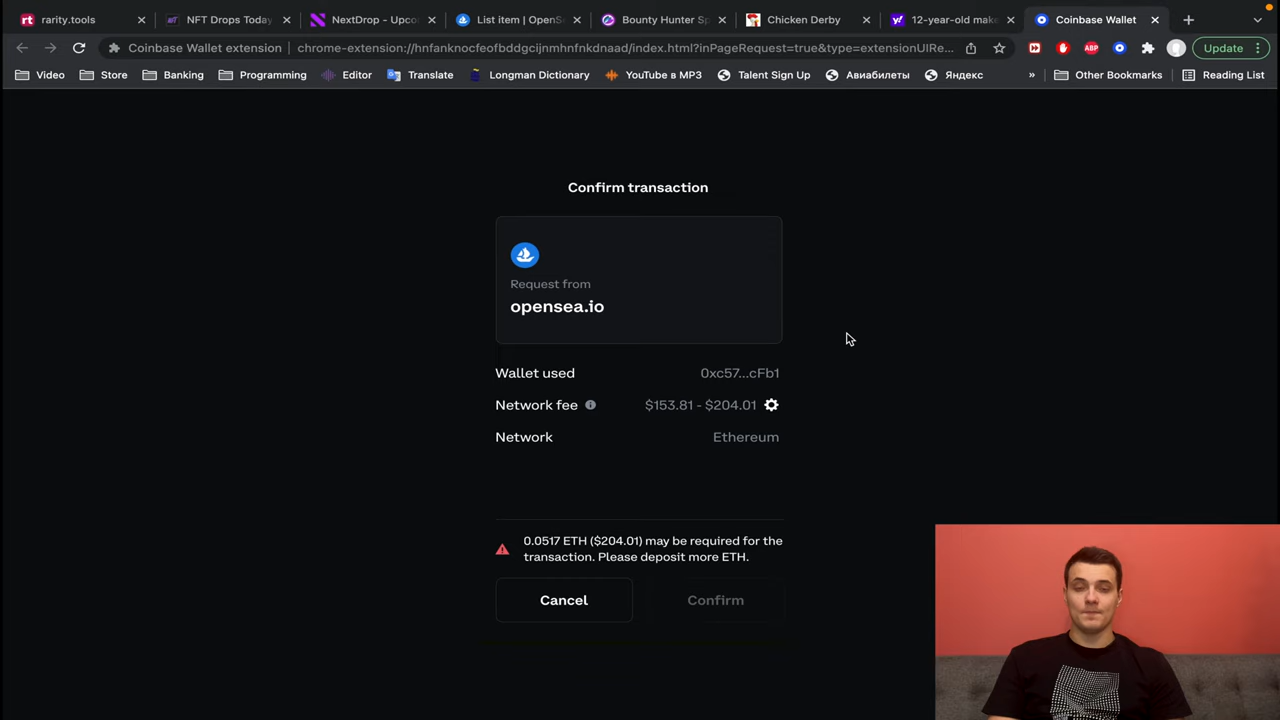 rarity.tools
NFT Drops Today
NextDrop - Upco
List item | OpenS
Bounty Hunter Sp
Chicken Derby
12-year-old make
Coinbase Wallet
Coinbase Wallet extension | chrome-extension://hnfanknocfeofbddgcijnmhnfnkdnaad/index.html?inPageRequest=true&type=extensionUIRe...
ABP
Update
Video
Store
Banking
Programming
Editor
Translate
Longman Dictionary
YouTube в MP3
Talent Sign Up
Авиабилеты
Яндекс
»
Other Bookmarks
Reading List
Confirm transaction
Request from
opensea.io
Wallet used 0xc57...cFb1
Network fee $153.81 - $204.01
Network Ethereum
0.0517 ETH ($204.01) may be required for the
transaction. Please deposit more ETH.
Cancel Confirm